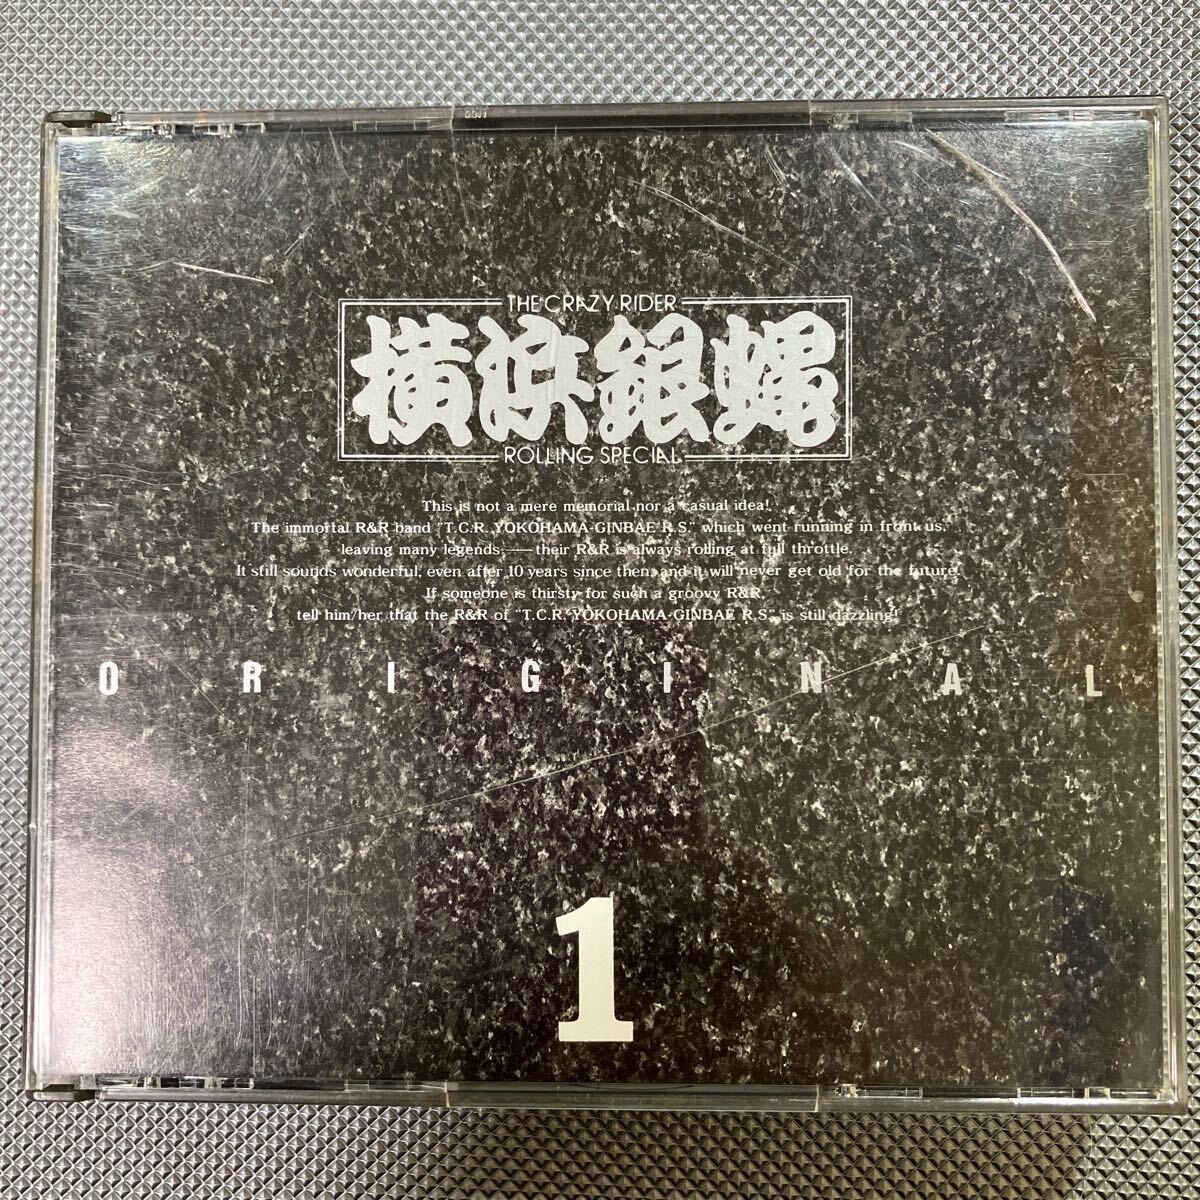 THE CRAZY RIDER
横浜銀蝿
ROLLING SPECIAL
This is not a mere memorial nor a casual idea!
The immortal R&R band "T.C.R. YOKOHAMA-GINBAE R.S." which went running in front us,
leaving many legends,—their R&R is always rolling at full throttle.
It still sounds wonderful, even after 10 years since then, and it will never get old for the future.
If someone is thirsty for such a groovy R&R,
tell him/her that the R&R of "T.C.R. YOKOHAMA-GINBAE R.S." is still dazzling!
ORIGINAL
1